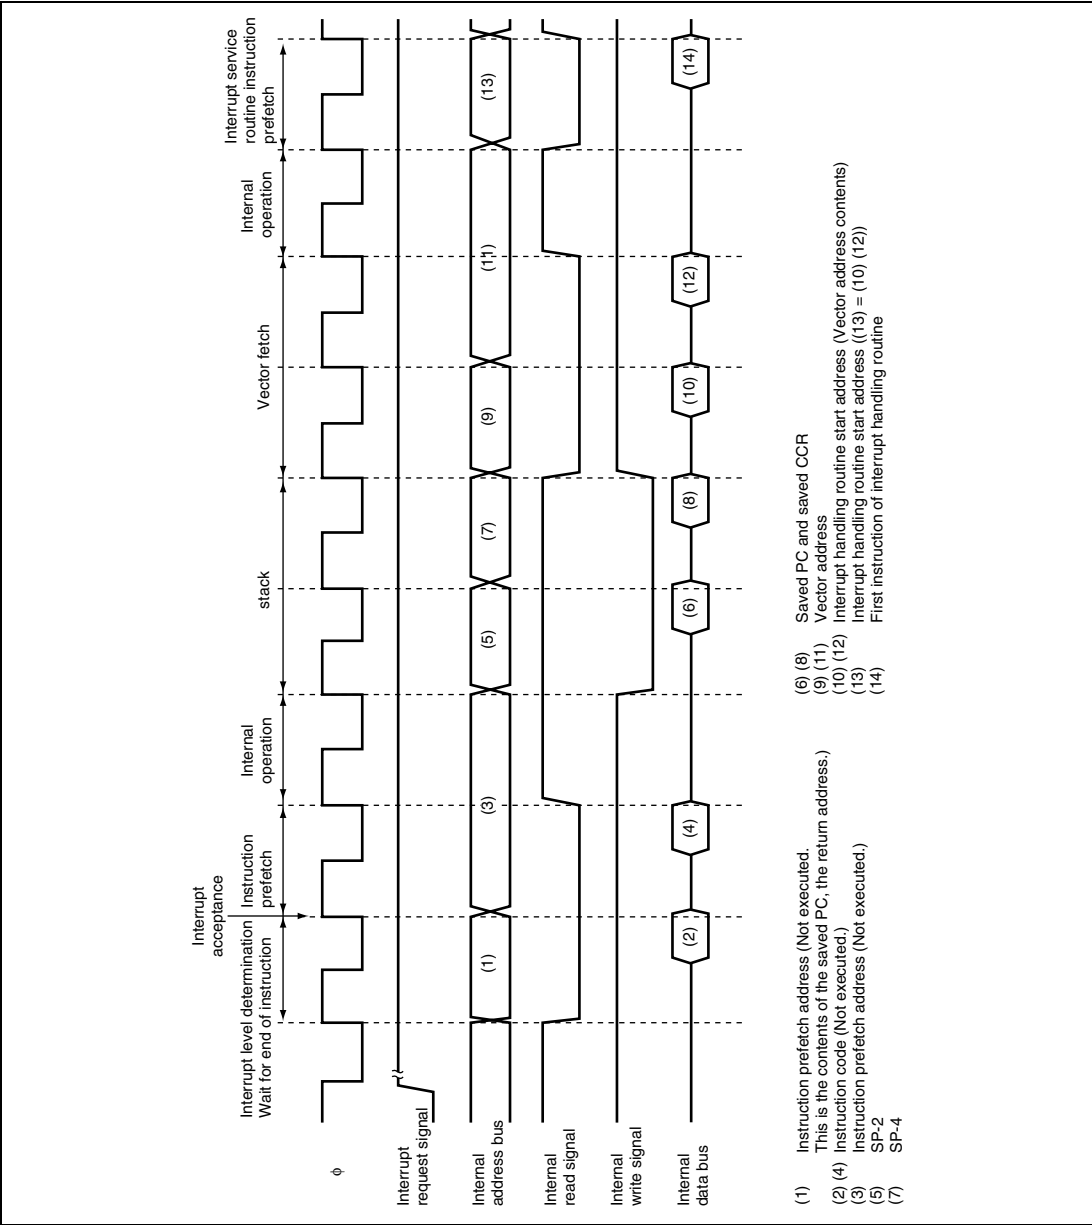 Interrupt
acceptance
Interrupt level determination
Wait for end of instruction
Instruction
prefetch
Internal
operation
stack
Vector fetch
Internal
operation
Interrupt service
routine instruction
prefetch
φ
Interrupt
request signal
Internal
address bus
(1)
(3)
(5)
(7)
(9)
(11)
(13)
Internal
read signal
Internal
write signal
Internal
data bus
(2)
(4)
(6)
(8)
(10)
(12)
(14)
(1) Instruction prefetch address (Not executed.
This is the contents of the saved PC, the return address.)
(2) (4) Instruction code (Not executed.)
(3) Instruction prefetch address (Not executed.)
(5) SP-2
(7) SP-4
(6) (8) Saved PC and saved CCR
(9) (11) Vector address
(10) (12) Interrupt handling routine start address (Vector address contents)
(13) Interrupt handling routine start address ((13) = (10) (12))
(14) First instruction of interrupt handling routine